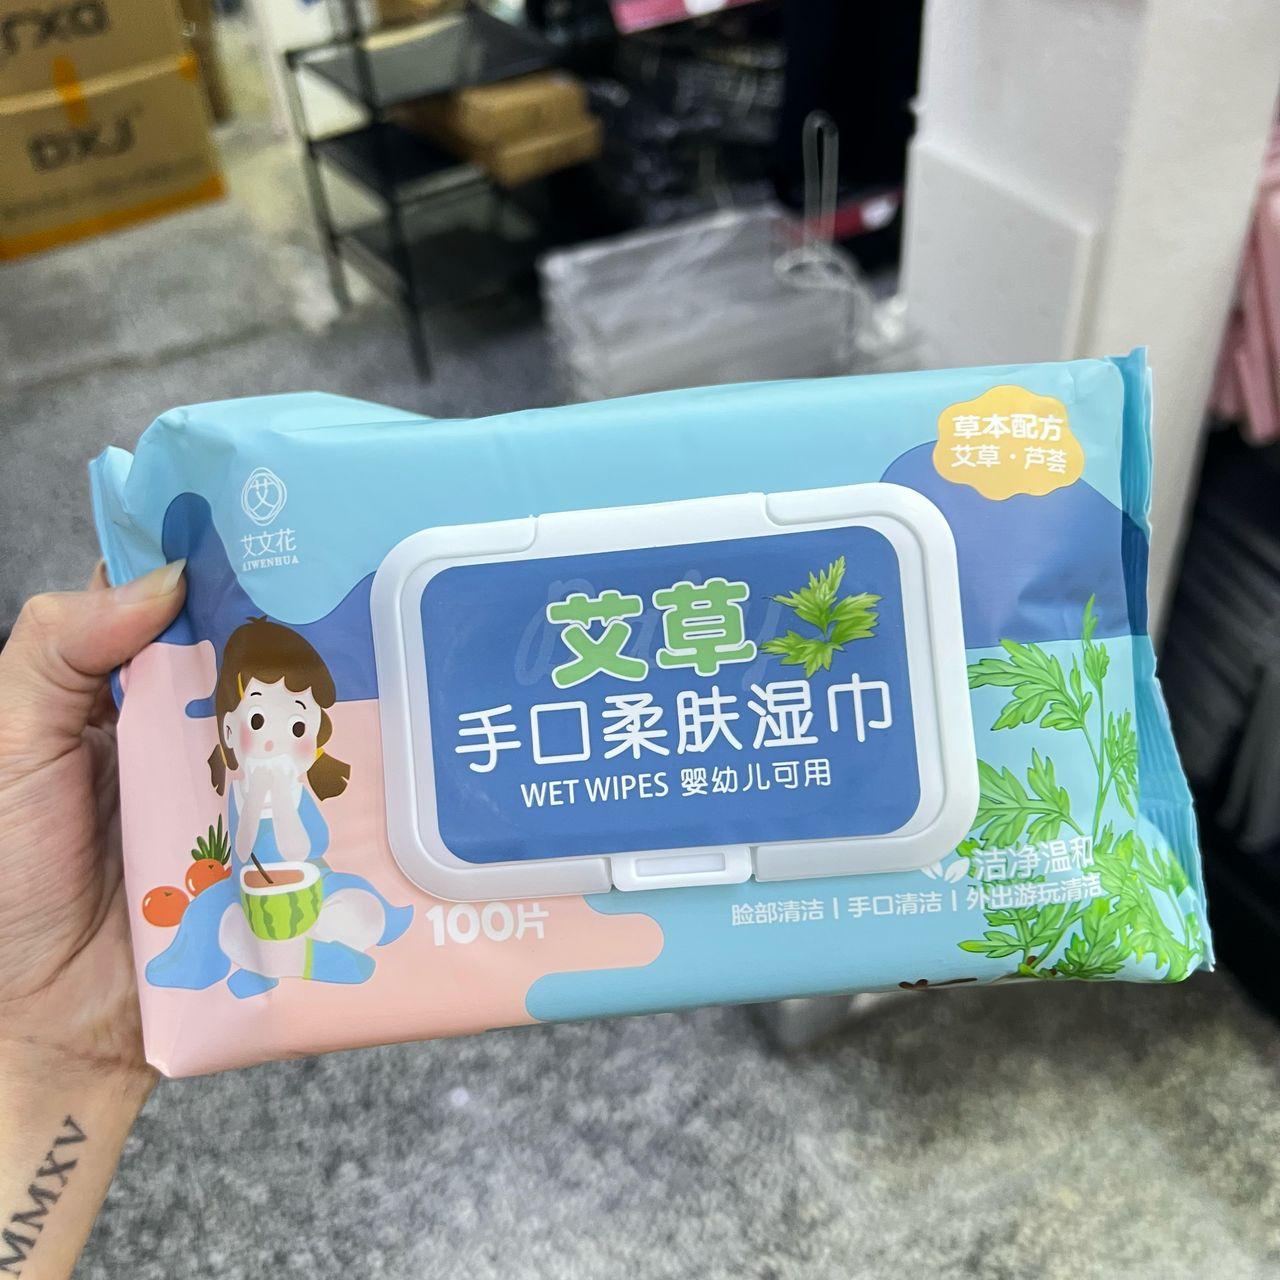 DXJ
草本配方
艾草·芦荟
艾
艾文花
AIWENHUA
艾草
手口柔肤湿巾
WET WIPES 婴幼儿可用
洁净温和
100片
脸部清洁 | 手口清洁 | 外出游玩清洁
MMXV